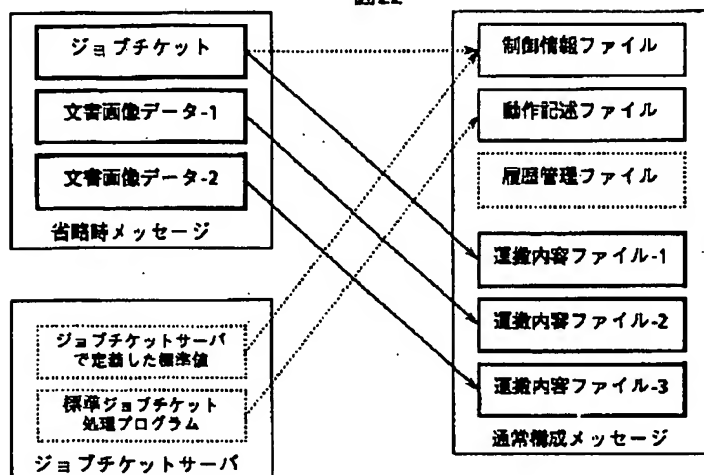 図22
ジョブチケット
文書画像データ-1
文書画像データ-2
省略時メッセージ
ジョブチケットサーバ
で定義した標準値
標準ジョブチケット
処理プログラム
ジョブチケットサーバ
制御情報ファイル
動作記述ファイル
履歴管理ファイル
運搬内容ファイル-1
運搬内容ファイル-2
運搬内容ファイル-3
通常構成メッセージ